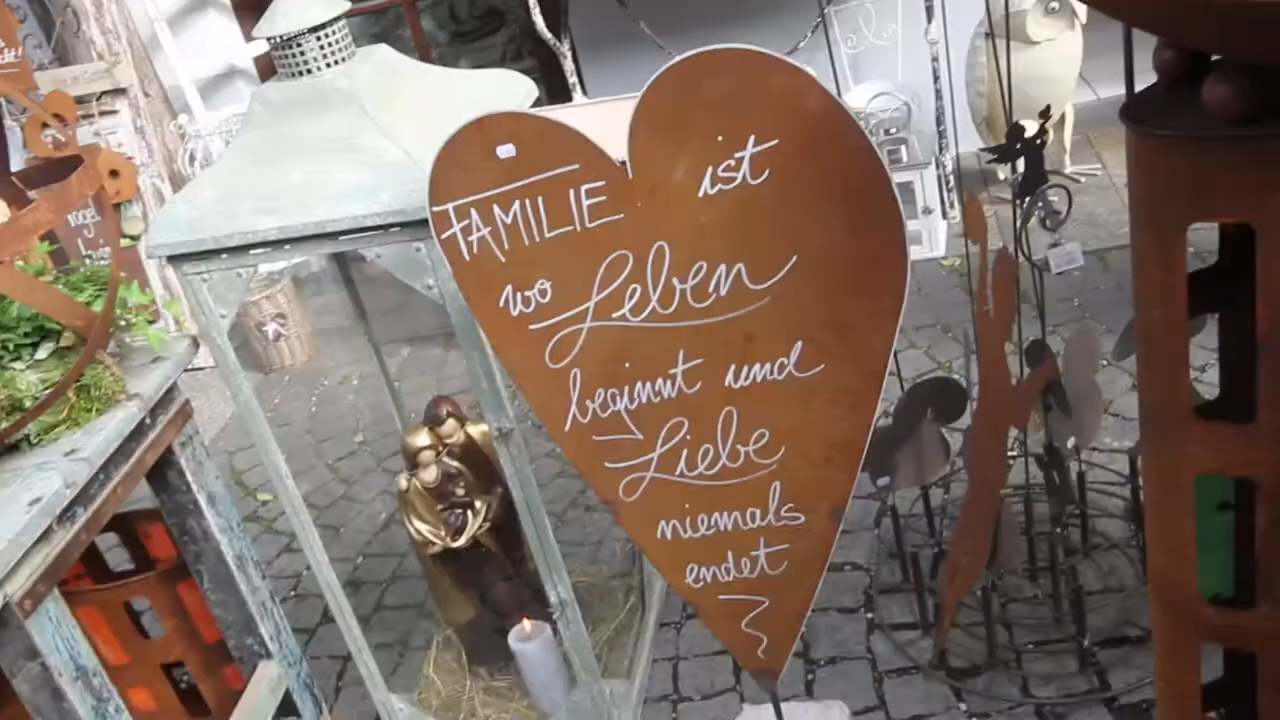 FAMILIE ist
wo Leben
beginnt und
Liebe
niemals
endet